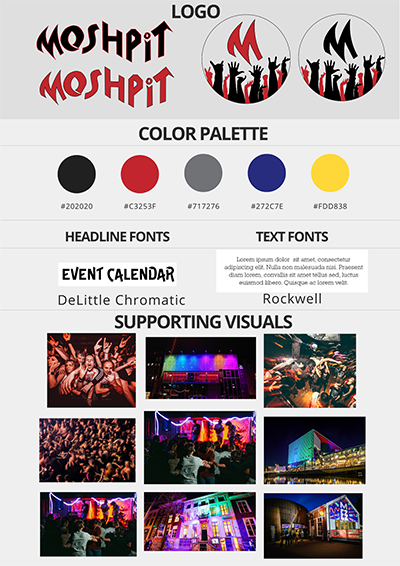 LOGO
MOSHPiT
MOSHPiT
M
M
COLOR PALETTE
#202020
#C3253F
#717276
#272C7E
#FDD838
HEADLINE FONTS
TEXT FONTS
EVENT CALENDAR
DeLittle Chromatic
Lorem ipsum dolor sit amet, consectetur
adipiscing elit. Nulla non malesuada nisi. Praesent
diam lorem, convallis sit amet tellus sed, luctus
euismod libero. Quisque ac lorem velit.
Rockwell
SUPPORTING VISUALS